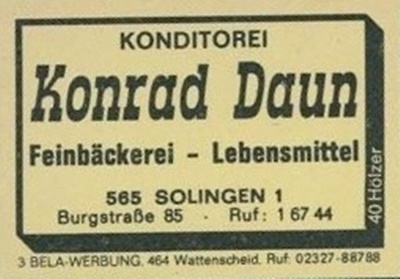 KONDITOREI
Konrad Daun
Feinbäckerei – Lebensmittel
565 SOLINGEN 1
Burgstraße 85 · Ruf: 1 67 44
40 Hölzer
3 BELA-WERBUNG. 464 Wattenscheid. Ruf: 02327-88788